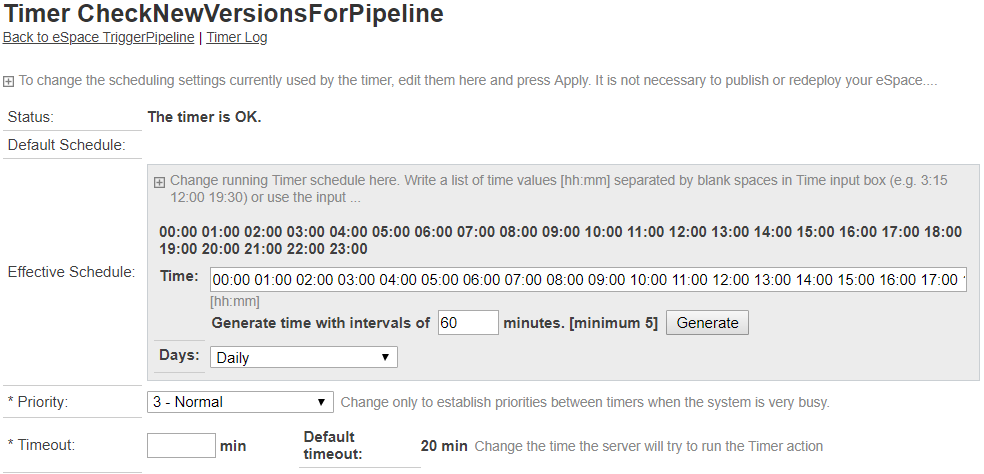 Timer CheckNewVersionsForPipeline
Back to eSpace TriggerPipeline | Timer Log
To change the scheduling settings currently used by the timer, edit them here and press Apply. It is not necessary to publish or redeploy your eSpace....
Status: The timer is OK.
Default Schedule:
Change running Timer schedule here. Write a list of time values [hh:mm] separated by blank spaces in Time input box (e.g. 3:15
12:00 19:30) or use the input ...
00:00 01:00 02:00 03:00 04:00 05:00 06:00 07:00 08:00 09:00 10:00 11:00 12:00 13:00 14:00 15:00 16:00 17:00 18:00
19:00 20:00 21:00 22:00 23:00
Effective Schedule:
Time: 00:00 01:00 02:00 03:00 04:00 05:00 06:00 07:00 08:00 09:00 10:00 11:00 12:00 13:00 14:00 15:00 16:00 17:00
[hh:mm]
Generate time with intervals of 60 minutes. [minimum 5] Generate
Days: Daily
* Priority: 3 - Normal Change only to establish priorities between timers when the system is very busy.
* Timeout: min Default
timeout: 20 min Change the time the server will try to run the Timer action